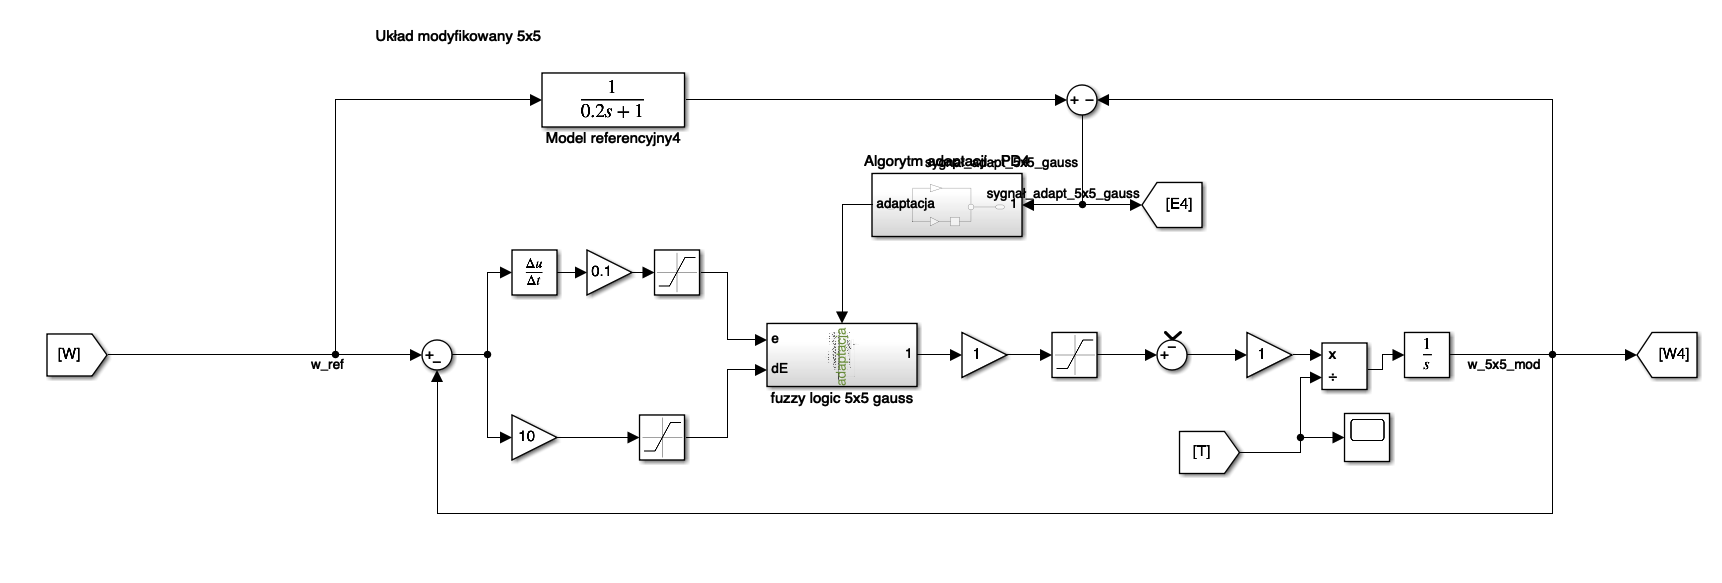 Układ modyfikowany 5x5
1
0.2s + 1
Model referencyjny4
+ −
Algorytm adaptacji - PD4
sygnał_adapt_5x5_gauss
sygnał_adapt_5x5_gauss
adaptacja
1
[E4]
Δu
Δt
0.1
[W]
w_ref
+
−
e
dE
adaptacja
1
fuzzy logic 5x5 gauss
1
+
−
1
x
÷
1
s
w_5x5_mod
[W4]
10
[T]